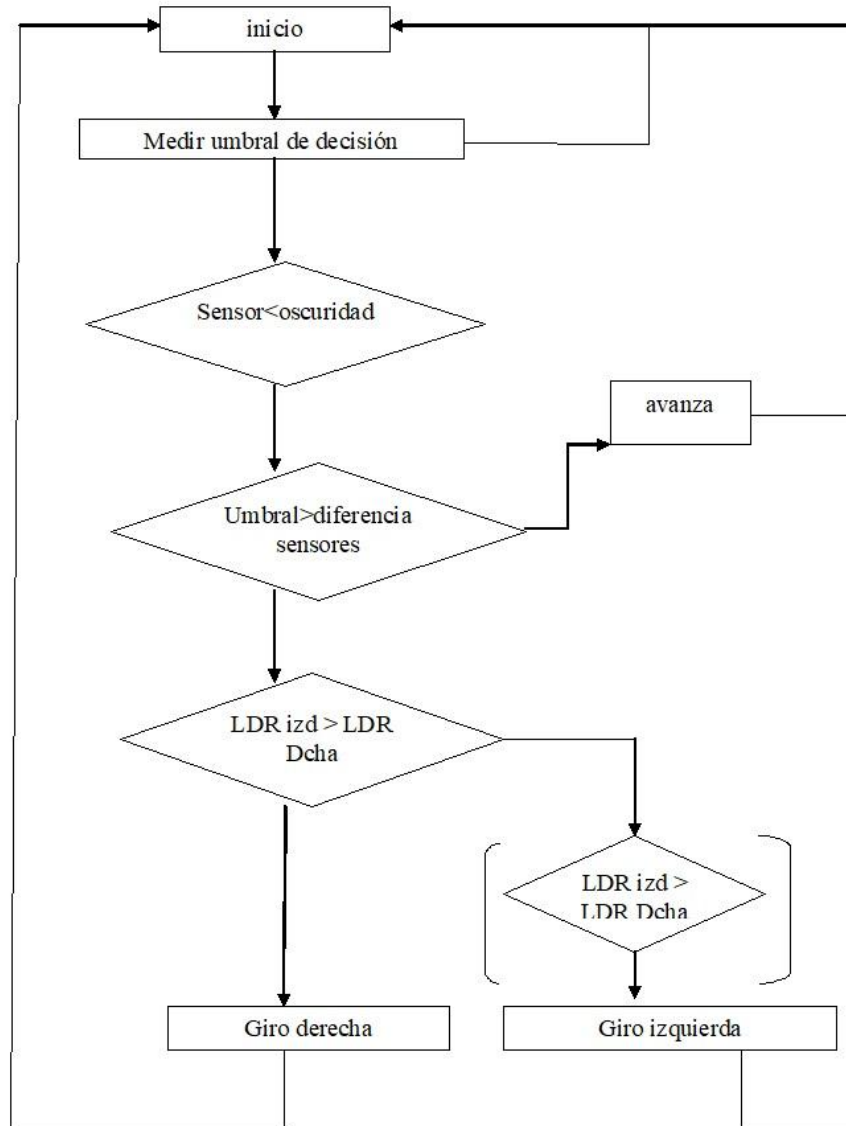 inicio
Medir umbral de decisión
Sensor<oscuridad
avanza
Umbral>diferencia
sensores
LDR izd > LDR
Dcha
LDR izd >
LDR Dcha
Giro derecha
Giro izquierda